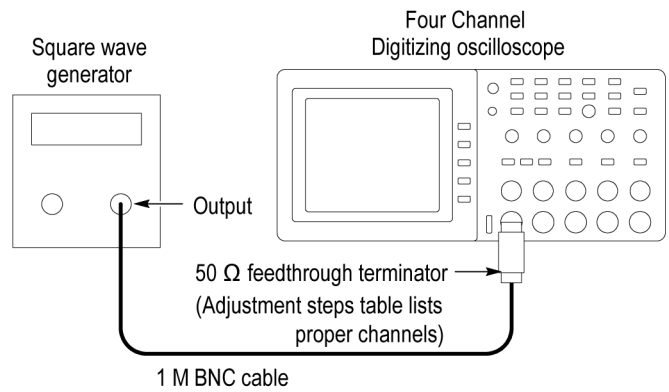 Four Channel
Digitizing oscilloscope
Square wave
generator
Output
50 Ω feedthrough terminator
(Adjustment steps table lists
proper channels)
1 M BNC cable